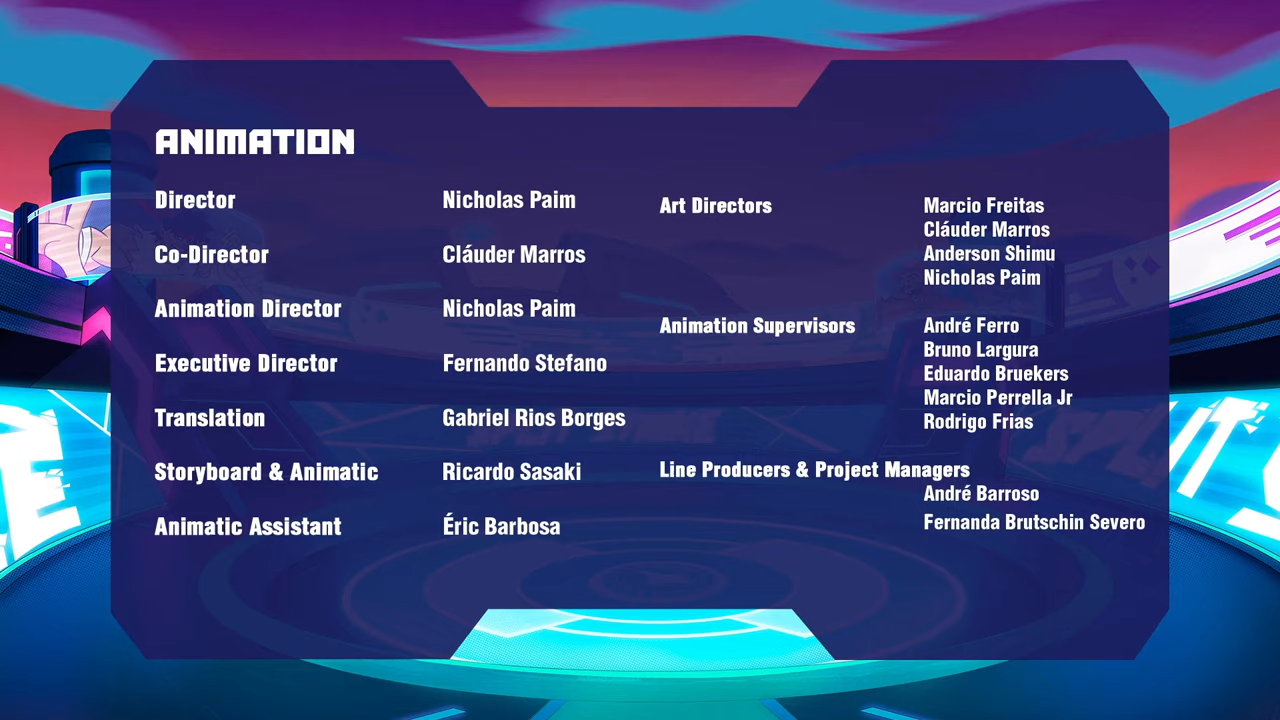 ANIMATION
Director Nicholas Paim
Co-Director Cláuder Marros
Animation Director Nicholas Paim
Executive Director Fernando Stefano
Translation Gabriel Rios Borges
Storyboard & Animatic Ricardo Sasaki
Animatic Assistant Éric Barbosa
Art Directors Marcio Freitas
Cláuder Marros
Anderson Shimu
Nicholas Paim
Animation Supervisors André Ferro
Bruno Largura
Eduardo Bruekers
Marcio Perrella Jr
Rodrigo Frias
Line Producers & Project Managers
André Barroso
Fernanda Brutschin Severo